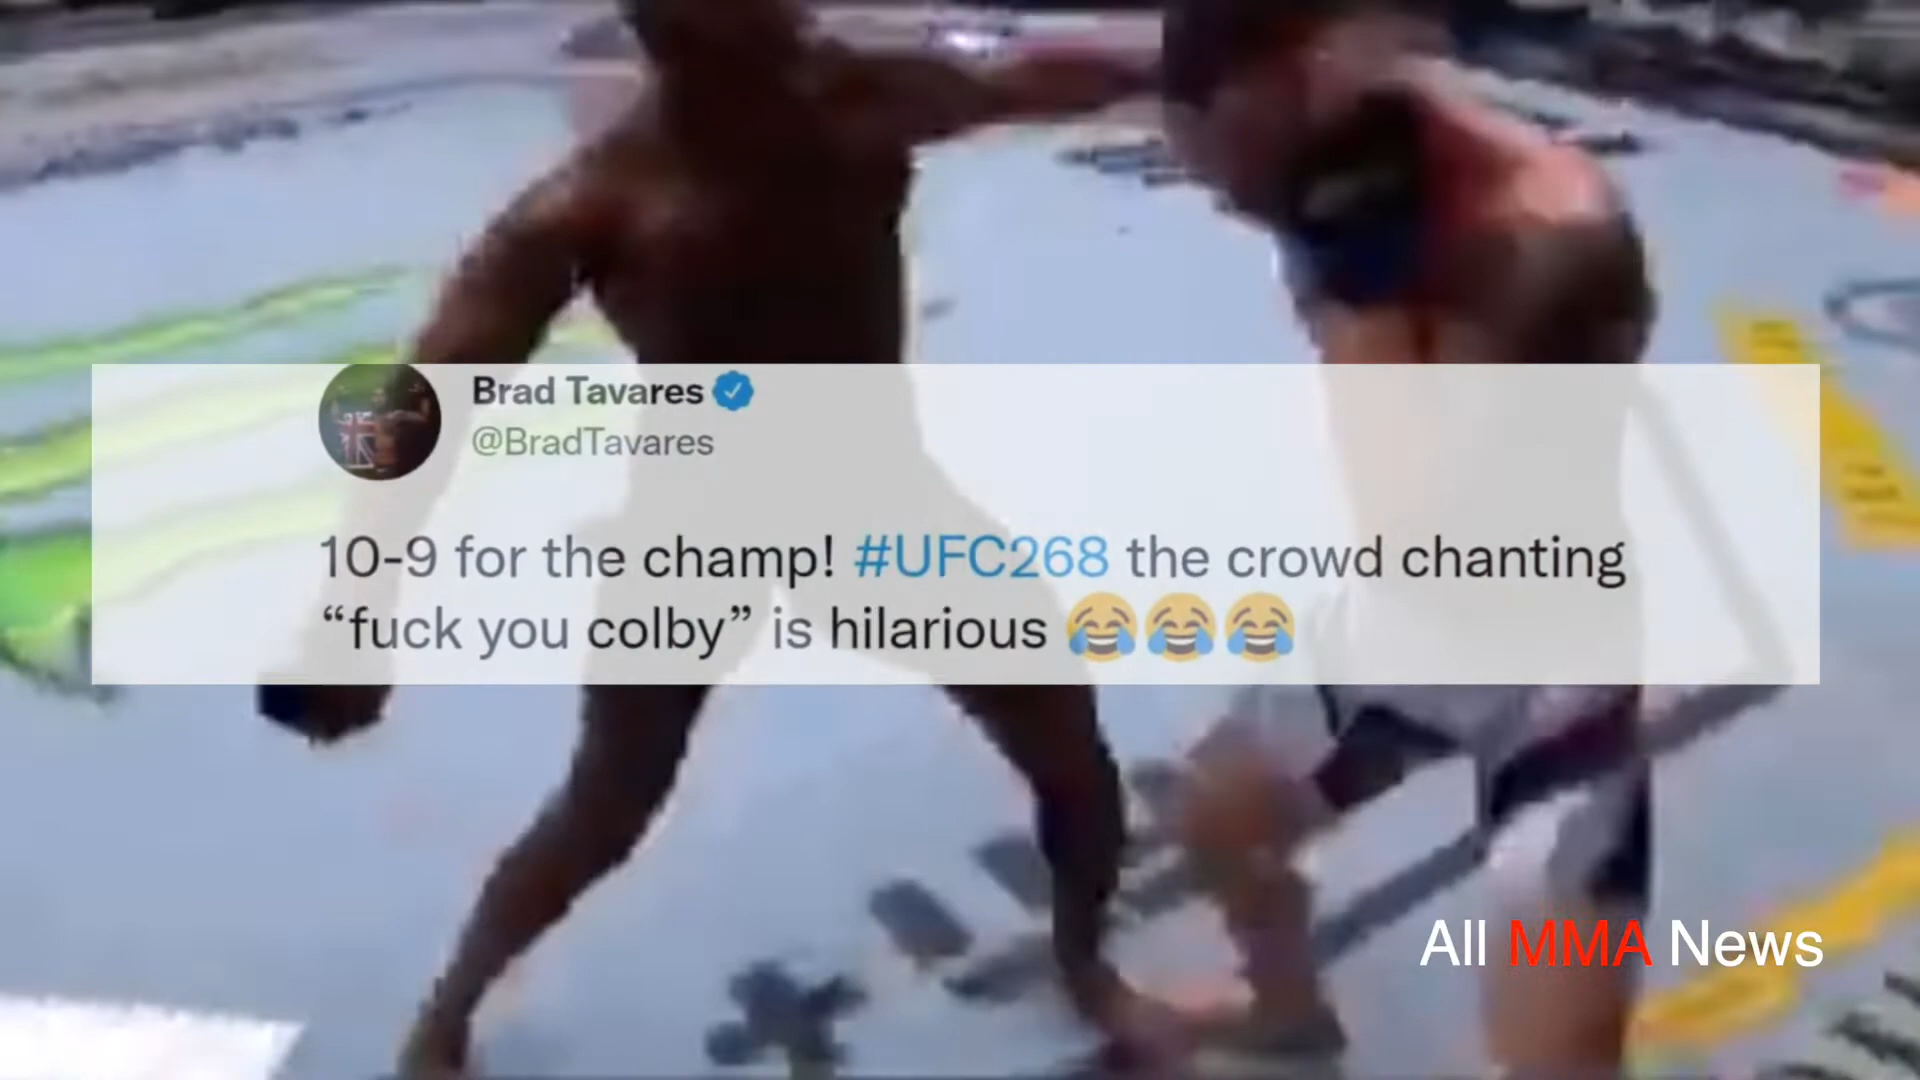 Brad Tavares
@BradTavares
10-9 for the champ! #UFC268 the crowd chanting
“fuck you colby” is hilarious 😂😂😂
All MMA News